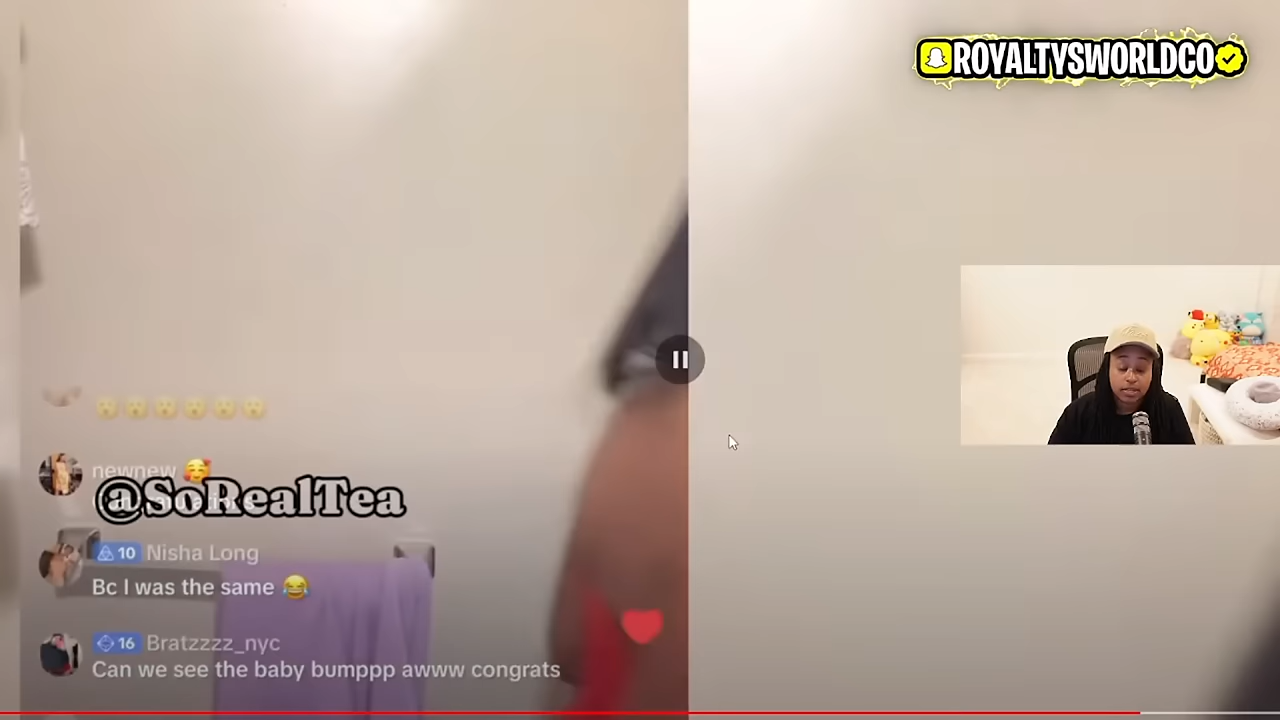 ROYALTYSWORLDCO
newnew 🥰
@SoRealTea
10 Nisha Long
Bc I was the same 😂
16 Bratzzzz_nyc
Can we see the baby bumppp awww congrats